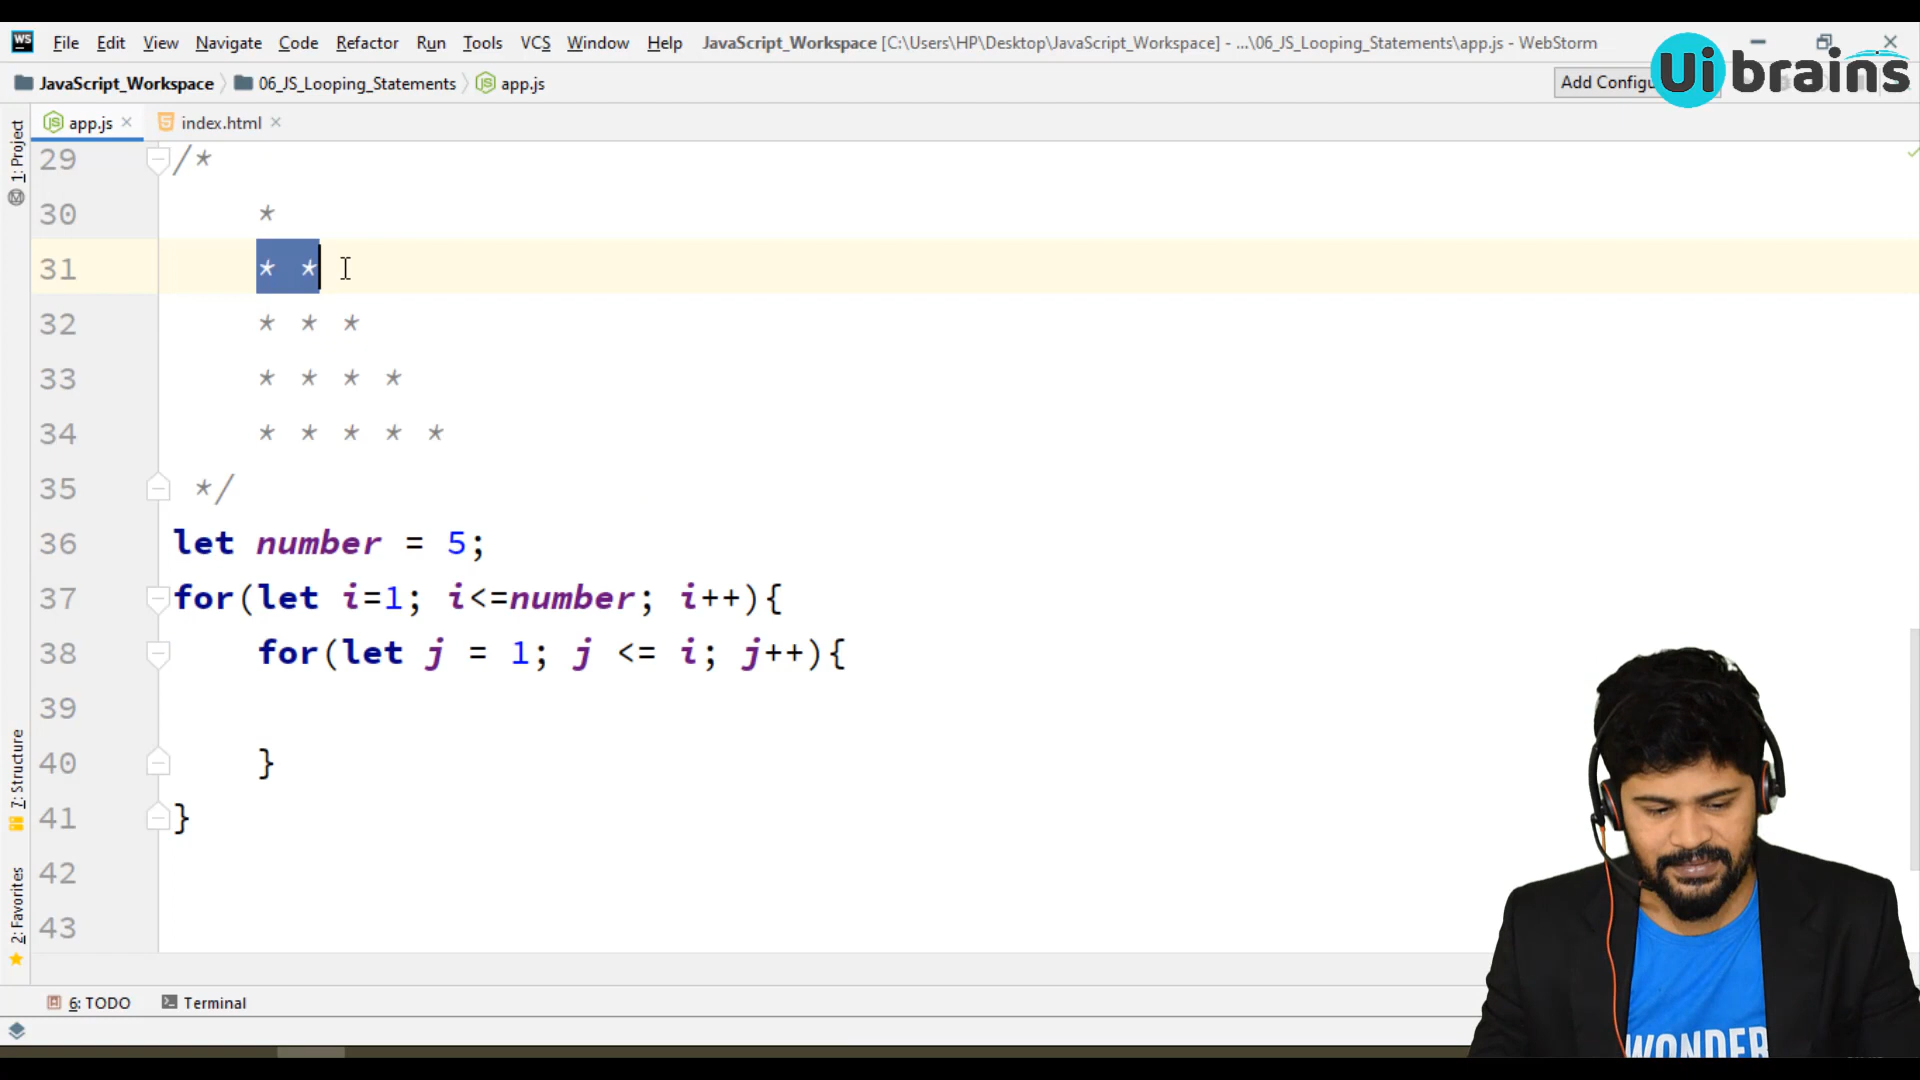 WS File Edit View Navigate Code Refactor Run Tools VCS Window Help JavaScript_Workspace [C:\Users\HP\Desktop\JavaScript_Workspace] - ...\06_JS_Looping_Statements\app.js - WebStorm
JavaScript_Workspace 06_JS_Looping_Statements JS app.js Add Configu
Ui brains
app.js index.html
1: Project
29 /*
30 *
31 * *
32 * * *
33 * * * *
34 * * * * *
35 */
36 let number = 5;
37 for(let i=1; i<=number; i++){
38 for(let j = 1; j <= i; j++){
39
40 }
41 }
42
43
7: Structure
2: Favorites
6: TODO Terminal
WONDER